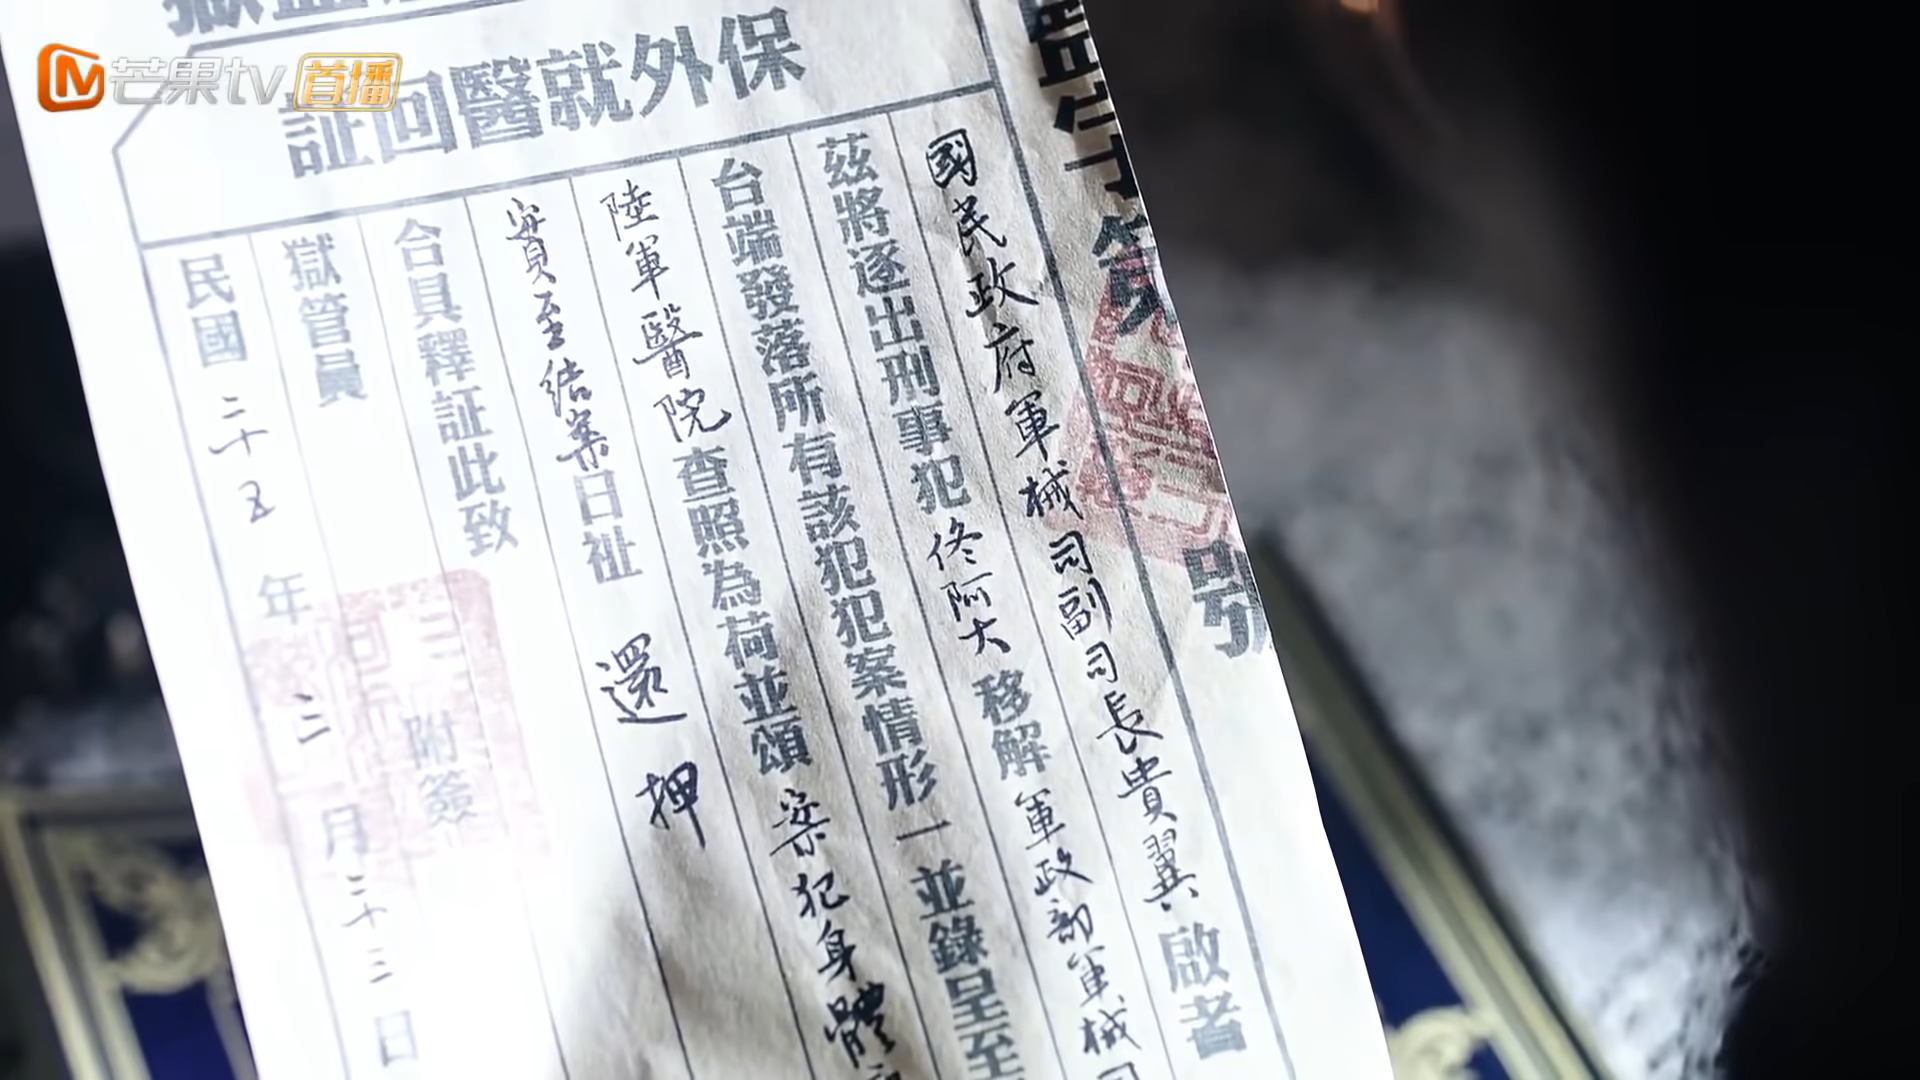 芒果tv 首播
保外就醫回証
第 號
國民政府軍械司副司長貴翼啟者
茲將逐出刑事犯佟阿大移解軍政部軍械司
台端發落所有該犯犯案情形一並錄呈至
陸軍醫院查照為荷並頌案犯身體
實至結案日祉還押
合具釋証此致
附簽
獄管員
民國二十五年二月二十三日